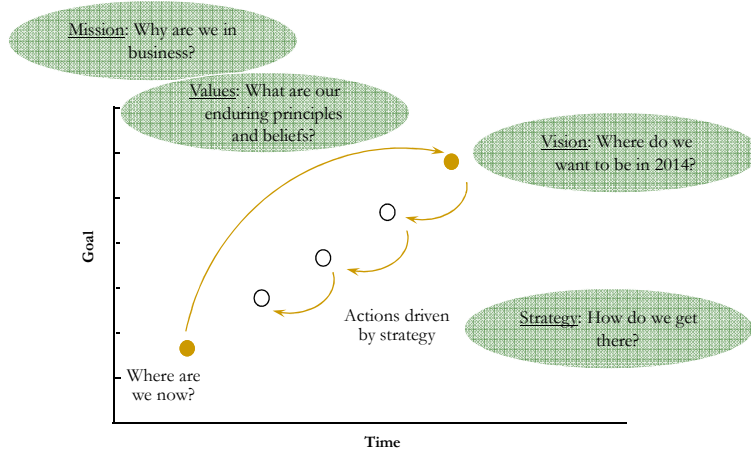 Mission: Why are we in
business?
Values: What are our
enduring principles
and beliefs?
Vision: Where do we
want to be in 2014?
Goal
Actions driven
by strategy
Strategy: How do we get
there?
Where are
we now?
Time